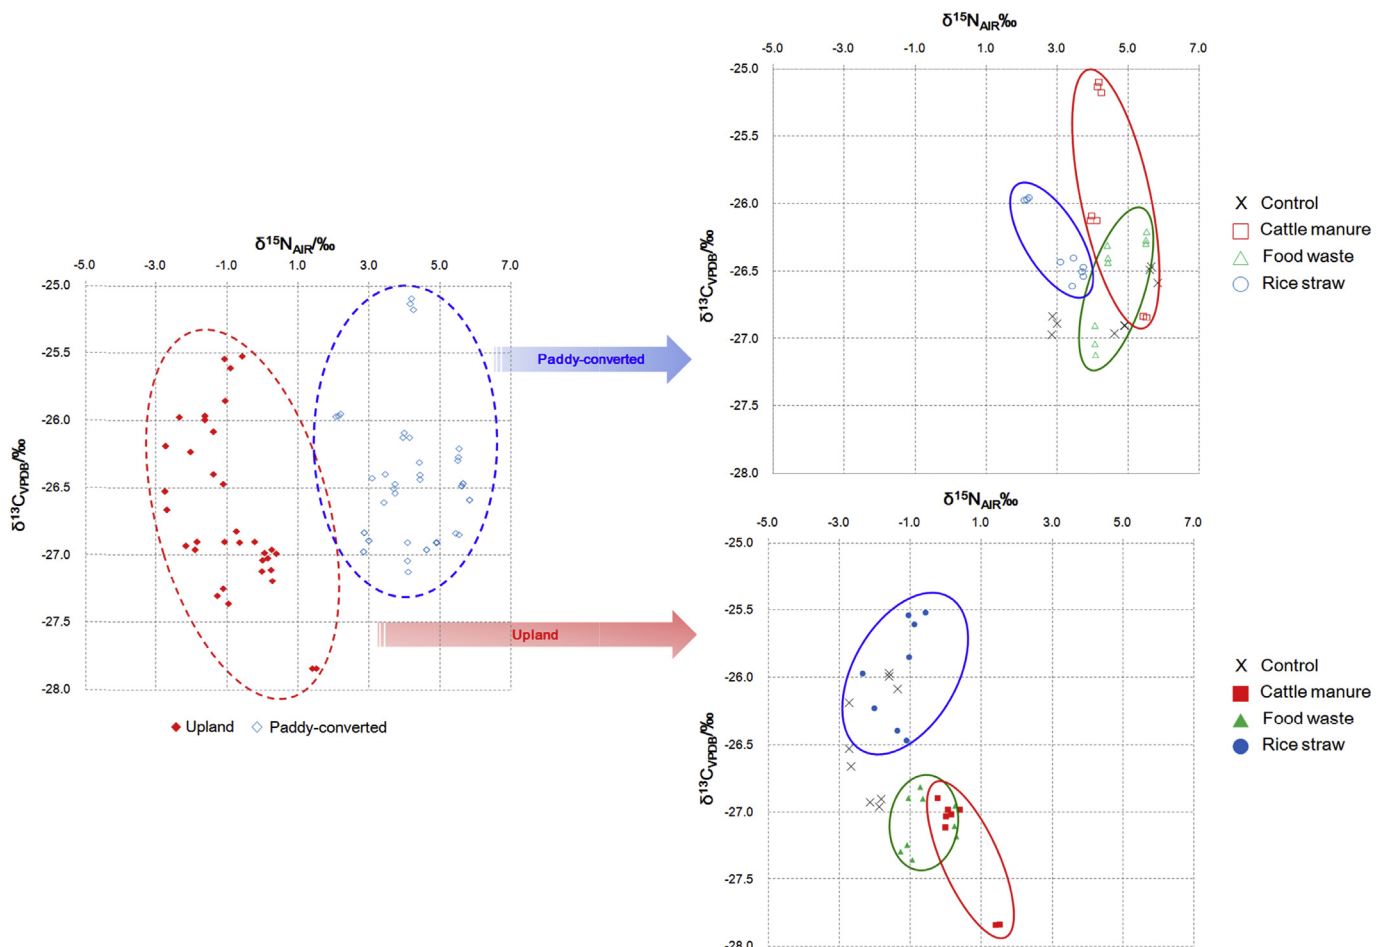 δ15NAIR/‰
-5.0 -3.0 -1.0 1.0 3.0 5.0 7.0
δ13CVPDB/‰
-25.0
-25.5
-26.0
-26.5
-27.0
-27.5
-28.0
Upland Paddy-converted
Paddy-converted
Upland
δ15NAIR‰
-5.0 -3.0 -1.0 1.0 3.0 5.0 7.0
δ13CVPDB/‰
-25.0
-25.5
-26.0
-26.5
-27.0
-27.5
-28.0
X Control
Cattle manure
Food waste
Rice straw
δ15NAIR‰
-5.0 -3.0 -1.0 1.0 3.0 5.0 7.0
δ13CVPDB/‰
-25.0
-25.5
-26.0
-26.5
-27.0
-27.5
-28.0
X Control
Cattle manure
Food waste
Rice straw